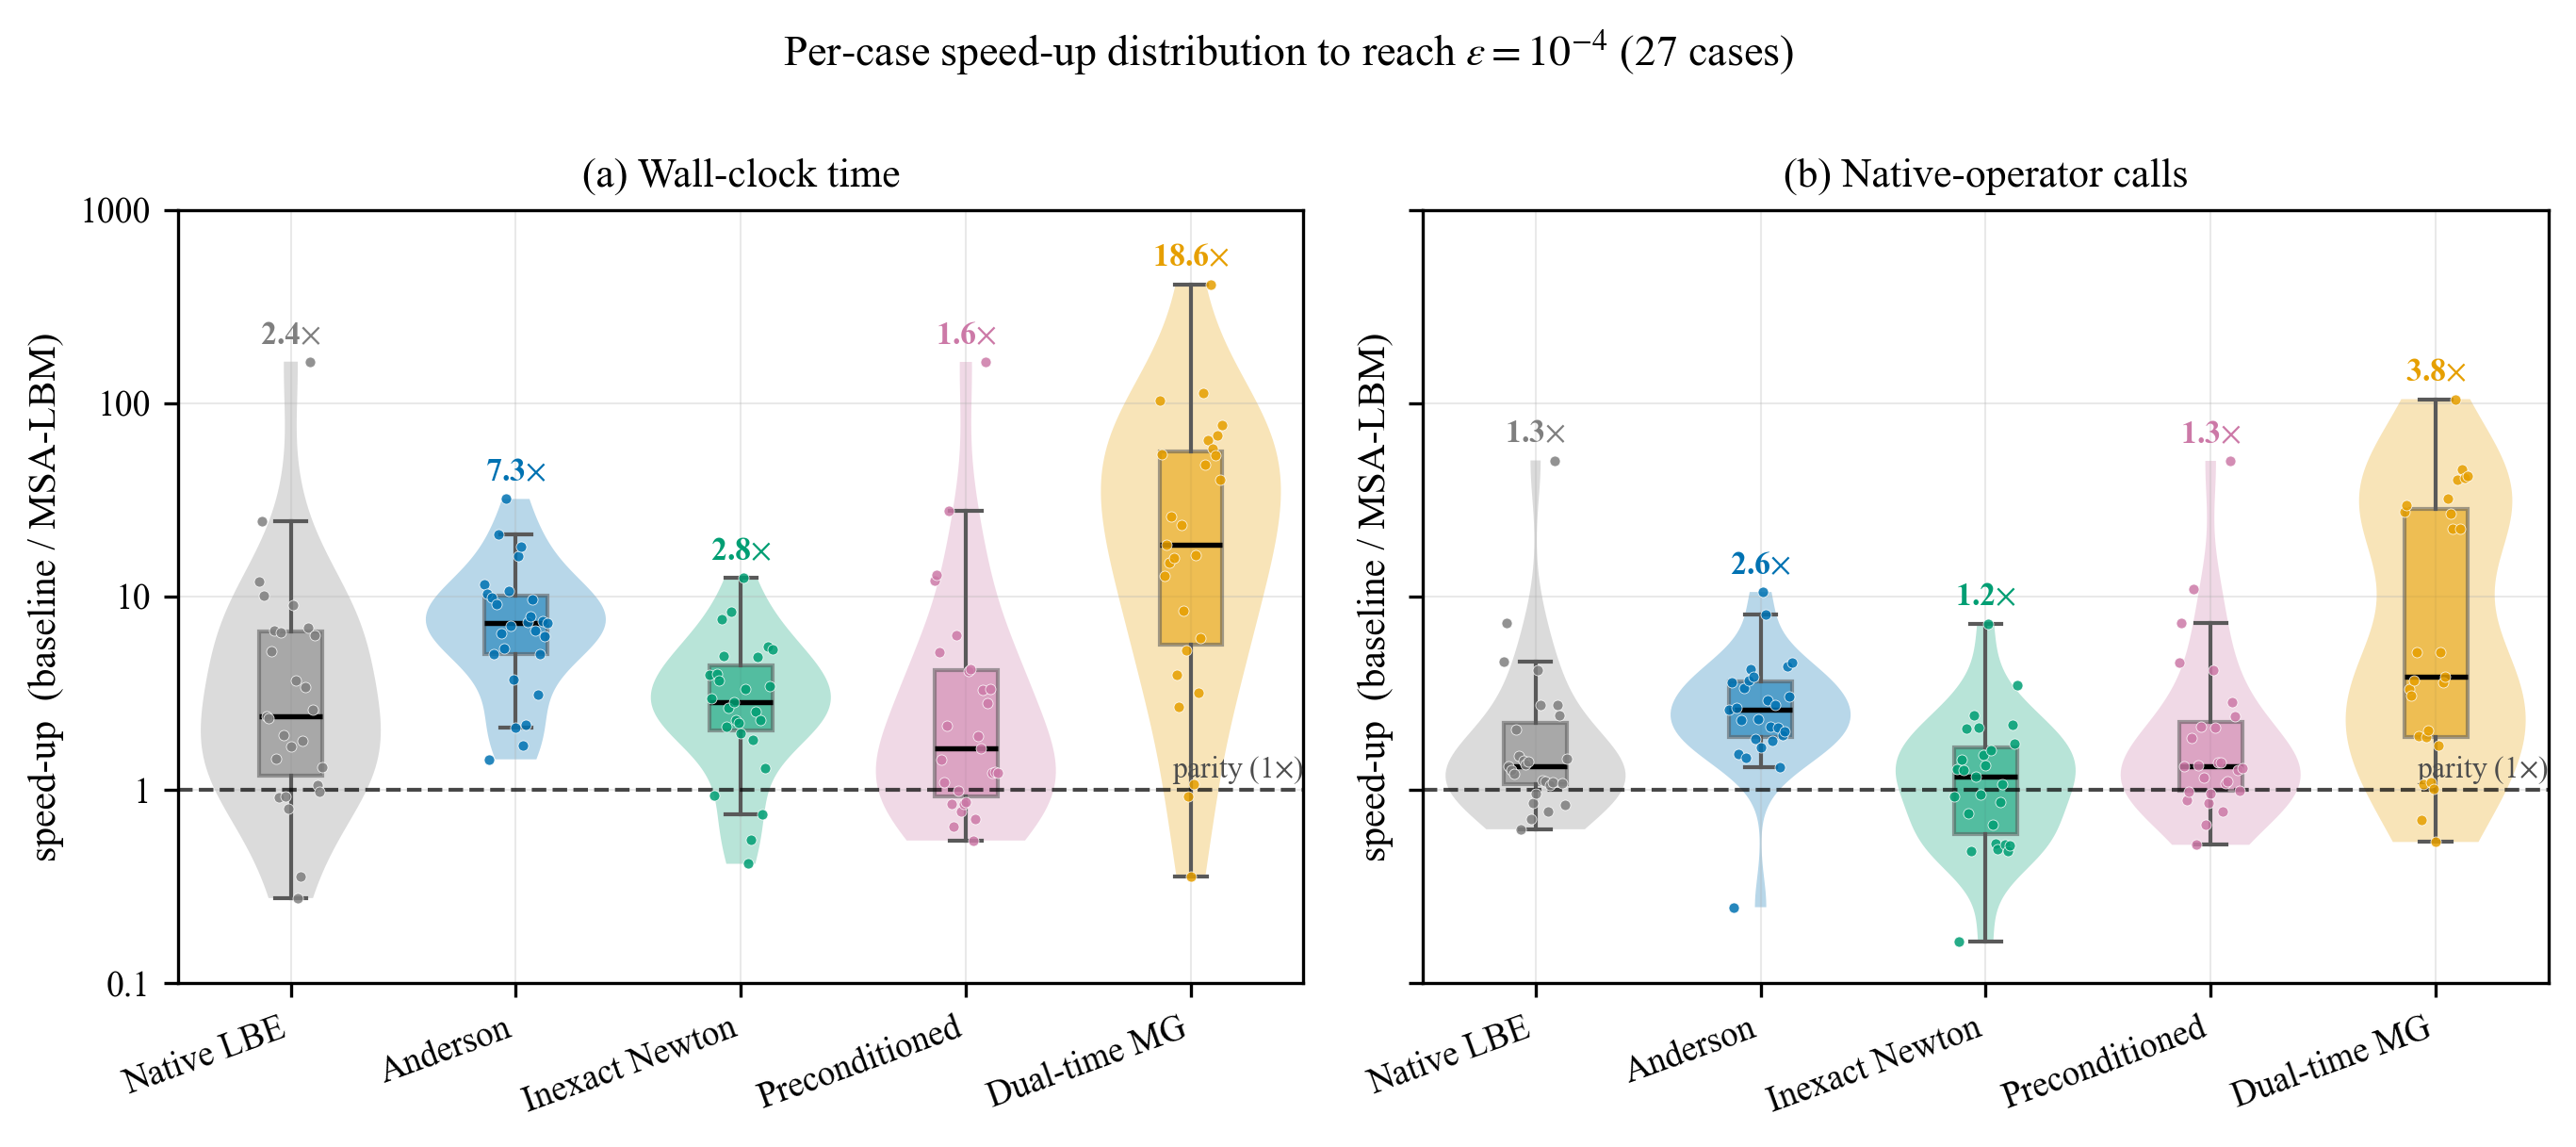 Per-case speed-up distribution to reach ε = 10⁻⁴ (27 cases)
(a) Wall-clock time
speed-up (baseline / MSA-LBM)
1000
100
10
1
0.1
2.4×
7.3×
2.8×
1.6×
18.6×
parity (1×)
Native LBE
Anderson
Inexact Newton
Preconditioned
Dual-time MG
(b) Native-operator calls
speed-up (baseline / MSA-LBM)
1.3×
2.6×
1.2×
1.3×
3.8×
parity (1×)
Native LBE
Anderson
Inexact Newton
Preconditioned
Dual-time MG